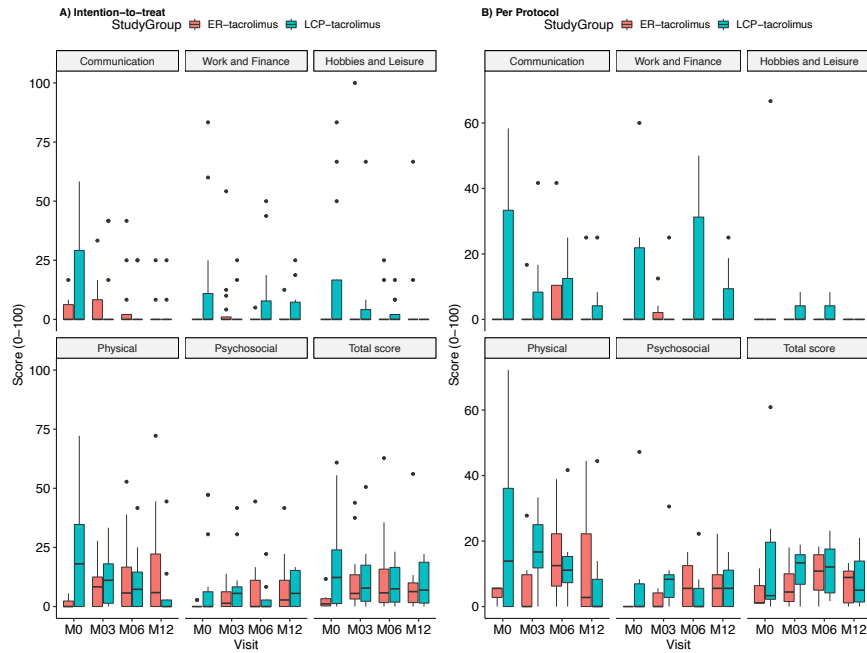 A) Intention−to−treat
StudyGroup ER−tacrolimus LCP−tacrolimus
Communication Work and Finance Hobbies and Leisure
100
75
50
25
0
Physical Psychosocial Total score
100
75
50
25
0
Score (0−100)
M0 M03 M06 M12 M0 M03 M06 M12 M0 M03 M06 M12
Visit
B) Per Protocol
StudyGroup ER−tacrolimus LCP−tacrolimus
Communication Work and Finance Hobbies and Leisure
60
40
20
0
Physical Psychosocial Total score
60
40
20
0
Score (0−100)
M0 M03 M06 M12 M0 M03 M06 M12 M0 M03 M06 M12
Visit